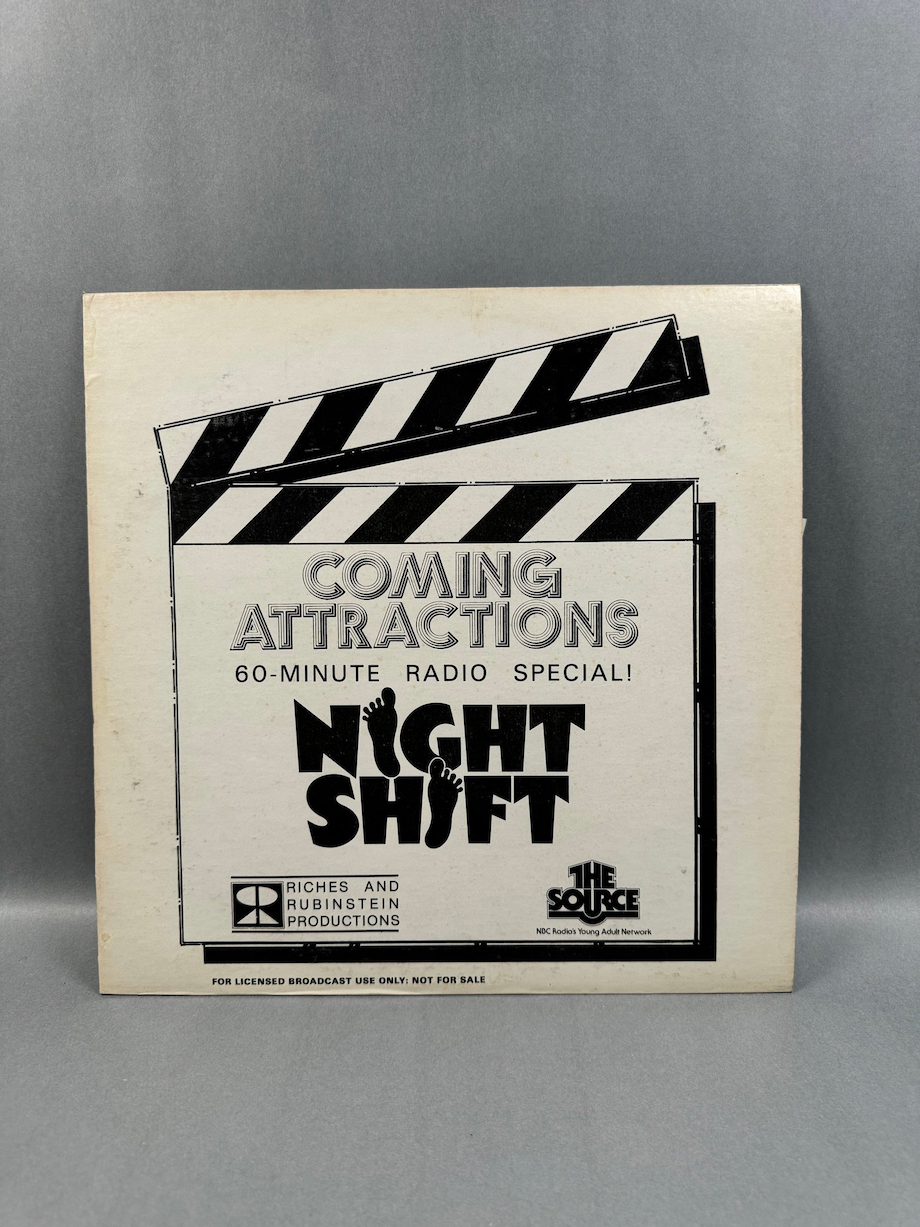 COMING
ATTRACTIONS
60-MINUTE RADIO SPECIAL!
NIGHT
SHIFT
RICHES AND
RUBINSTEIN
PRODUCTIONS
THE
SOURCE
NBC Radio's Young Adult Network
FOR LICENSED BROADCAST USE ONLY: NOT FOR SALE